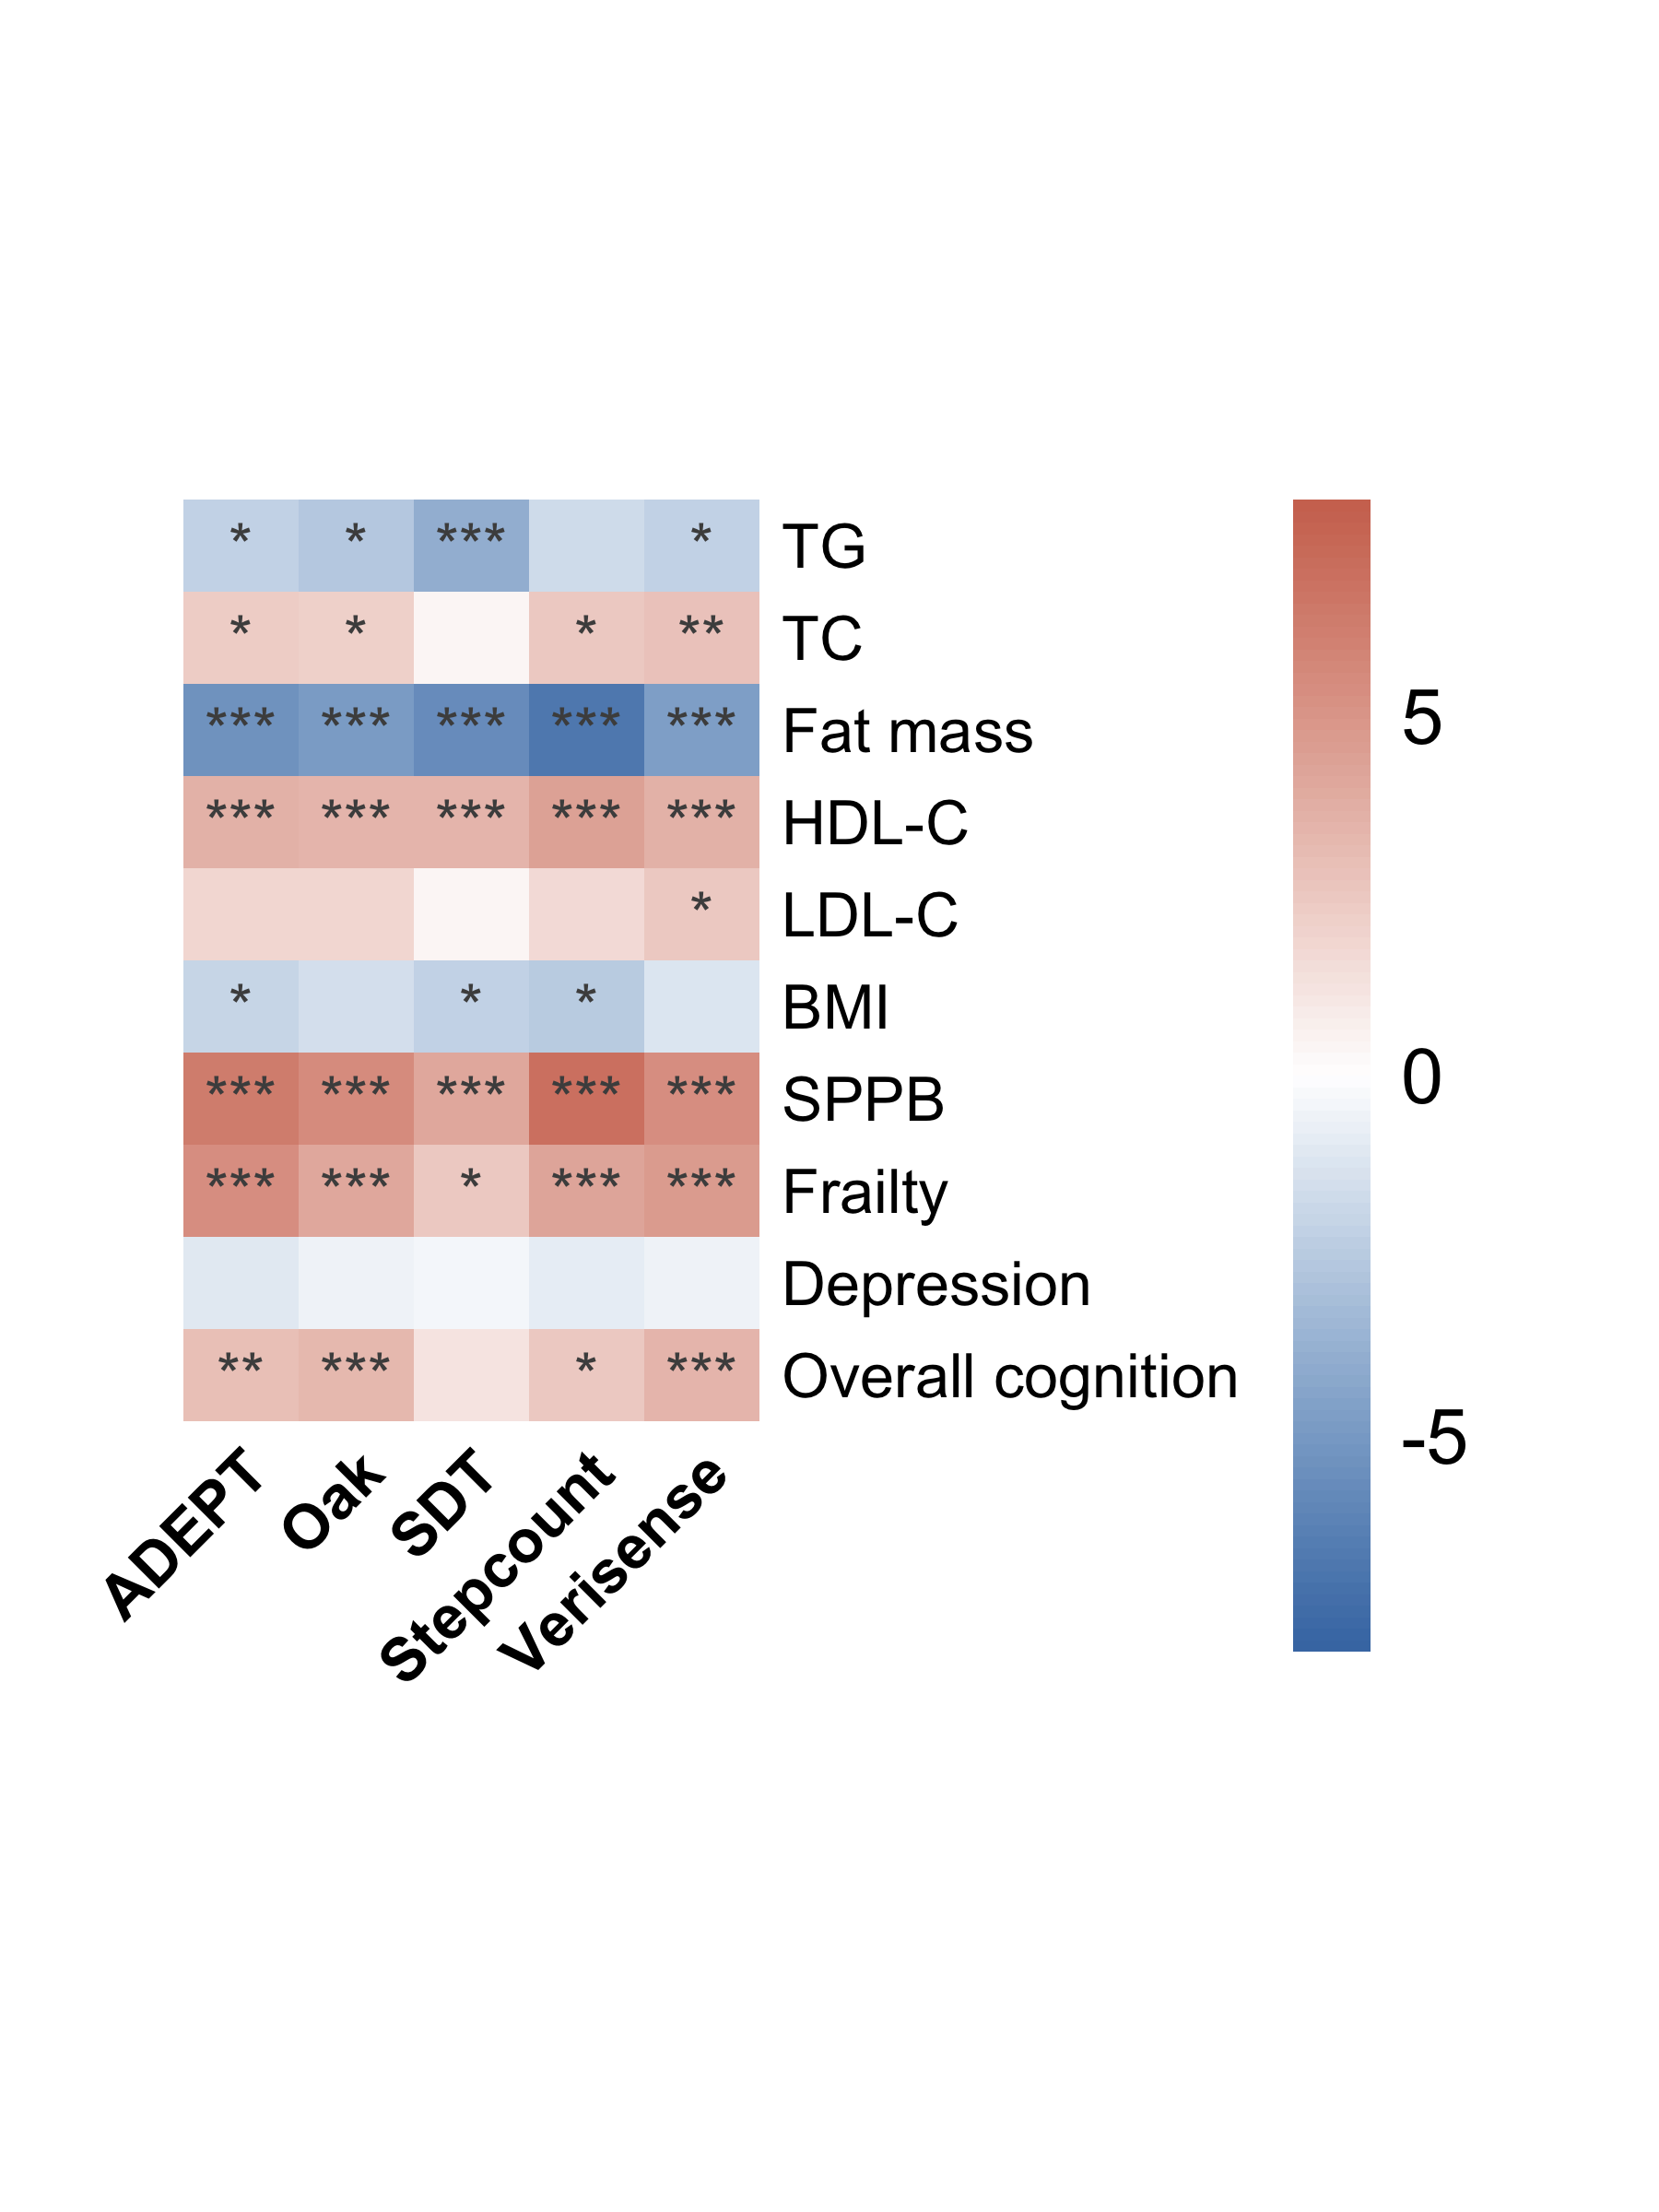 * * *** * TG
* * * ** TC
*** *** *** *** *** Fat mass
*** *** *** *** *** HDL-C
* LDL-C
* * * BMI
*** *** *** *** *** SPPB
*** *** * *** *** Frailty
Depression
** *** * *** Overall cognition
ADEPT
Oak
SDT
Stepcount
Verisense
5
0
-5